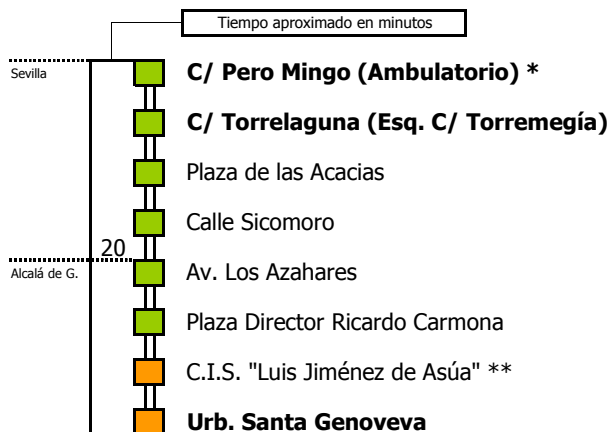 Tiempo aproximado en minutos
Sevilla
C/ Pero Mingo (Ambulatorio) *
C/ Torrelaguna (Esq. C/ Torremegía)
Plaza de las Acacias
Calle Sicomoro
20
Alcalá de G.
Av. Los Azahares
Plaza Director Ricardo Carmona
C.I.S. "Luis Jiménez de Asúa" **
Urb. Santa Genoveva